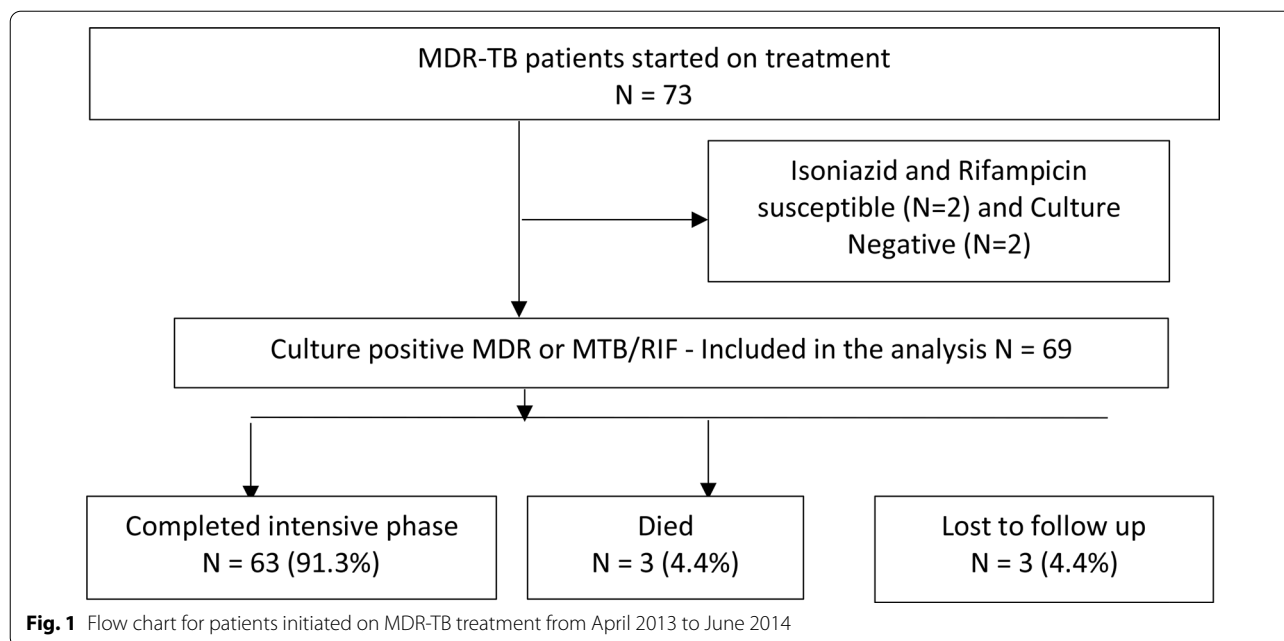 MDR-TB patients started on treatment
N = 73
Isoniazid and Rifampicin
susceptible (N=2) and Culture
Negative (N=2)
Culture positive MDR or MTB/RIF - Included in the analysis N = 69
Completed intensive phase
N = 63 (91.3%)
Died
N = 3 (4.4%)
Lost to follow up
N = 3 (4.4%)
Fig. 1 Flow chart for patients initiated on MDR-TB treatment from April 2013 to June 2014